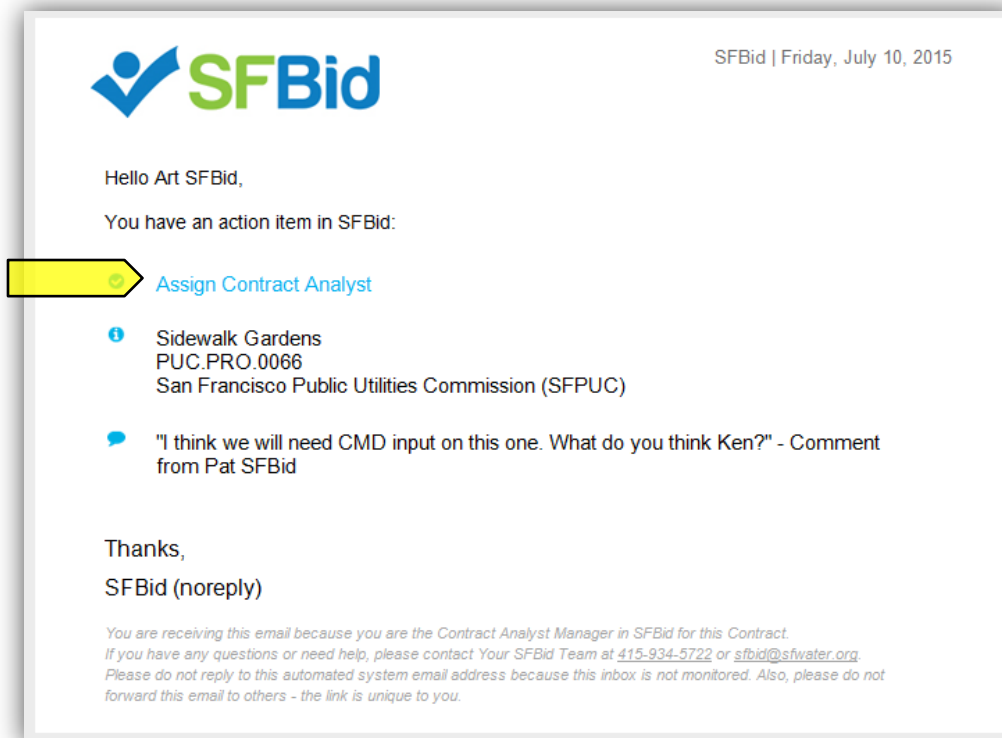 SFBid
SFBid | Friday, July 10, 2015
Hello Art SFBid,
You have an action item in SFBid:
Assign Contract Analyst
Sidewalk Gardens
PUC.PRO.0066
San Francisco Public Utilities Commission (SFPUC)
"I think we will need CMD input on this one. What do you think Ken?" - Comment
from Pat SFBid
Thanks,
SFBid (noreply)
You are receiving this email because you are the Contract Analyst Manager in SFBid for this Contract.
If you have any questions or need help, please contact Your SFBid Team at 415-934-5722 or sfbid@sfwater.org.
Please do not reply to this automated system email address because this inbox is not monitored. Also, please do not
forward this email to others - the link is unique to you.